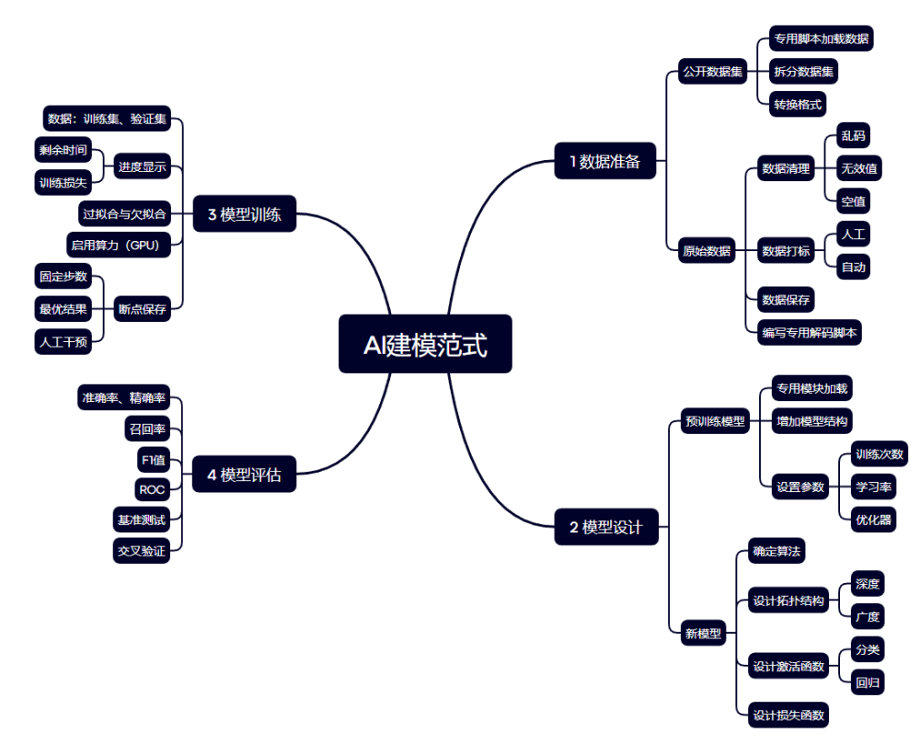 AI建模范式
1 数据准备
公开数据集
专用脚本加载数据
拆分数据集
转换格式
原始数据
数据清理
乱码
无效值
空值
数据打标
人工
自动
数据保存
编写专用解码脚本
2 模型设计
预训练模型
专用模块加载
增加模型结构
设置参数
训练次数
学习率
优化器
新模型
确定算法
设计拓扑结构
深度
广度
设计激活函数
分类
回归
设计损失函数
3 模型训练
数据：训练集、验证集
进度显示
剩余时间
训练损失
过拟合与欠拟合
启用算力（GPU）
断点保存
固定步数
最优结果
人工干预
4 模型评估
准确率、精确率
召回率
F1值
ROC
基准测试
交叉验证